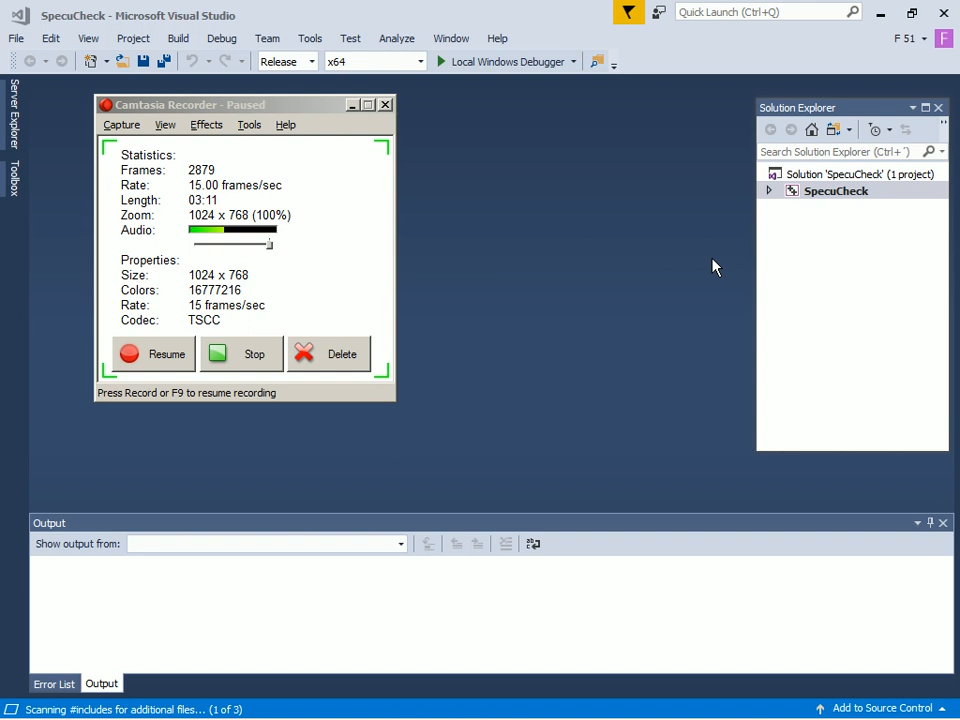 SpecuCheck - Microsoft Visual Studio
Quick Launch (Ctrl+Q)
File Edit View Project Build Debug Team Tools Test Analyze Window Help
F 51 F
Release x64 Local Windows Debugger
Server Explorer
Toolbox
Camtasia Recorder - Paused
Capture View Effects Tools Help
Statistics:
Frames: 2879
Rate: 15.00 frames/sec
Length: 03:11
Zoom: 1024 x 768 (100%)
Audio:
Properties:
Size: 1024 x 768
Colors: 16777216
Rate: 15 frames/sec
Codec: TSCC
Resume Stop Delete
Press Record or F9 to resume recording
Solution Explorer
Search Solution Explorer (Ctrl+´)
Solution 'SpecuCheck' (1 project)
SpecuCheck
Output
Show output from:
Error List Output
Scanning #includes for additional files... (1 of 3)
Add to Source Control